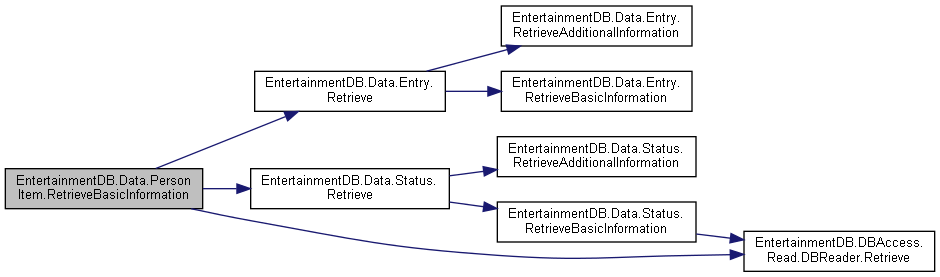 EntertainmentDB.Data.Person
Item.RetrieveBasicInformation
EntertainmentDB.Data.Entry.
Retrieve
EntertainmentDB.Data.Entry.
RetrieveAdditionalInformation
EntertainmentDB.Data.Entry.
RetrieveBasicInformation
EntertainmentDB.Data.Status.
Retrieve
EntertainmentDB.Data.Status.
RetrieveAdditionalInformation
EntertainmentDB.Data.Status.
RetrieveBasicInformation
EntertainmentDB.DBAccess.
Read.DBReader.Retrieve